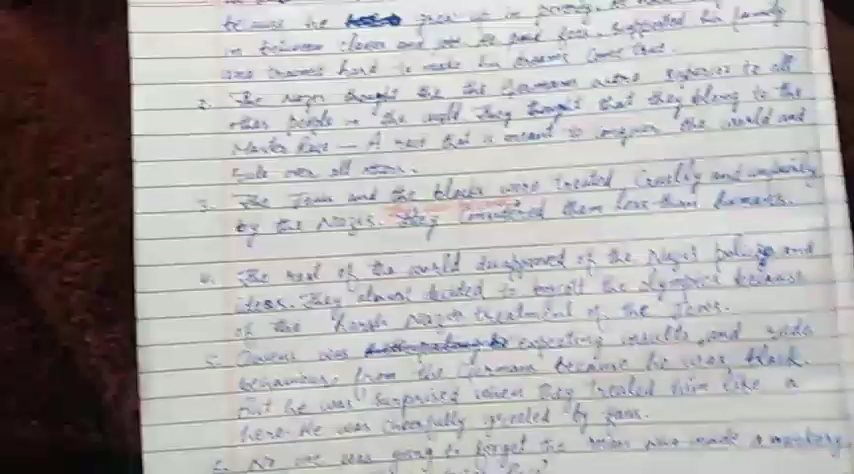 because the grew up in poverty.
in between classes and supported his family
and trained hard to make his dreams come true.
2. The Nazis thought the the Germans were superior to all
other people in the world they thought that they belong to the
Master Race — A race that is meant to conquer the world and
rule over all others.
3. The Jews and the blacks were treated cruelly and unfairly
by the Nazis. They considered them less than humans.
4. The rest of the world disapproved of the Nazis policies and
ideas. They almost decided to boycott the Olympics because
of the harsh Nazis treatment of the Jews.
5. Owens was expecting insults and rude
behaviour from the Germans because he was black
But he was surprised when they treated him like a
hero. He was cheerfully greeted by fans.
6. No one was going to forget the who made a mockery